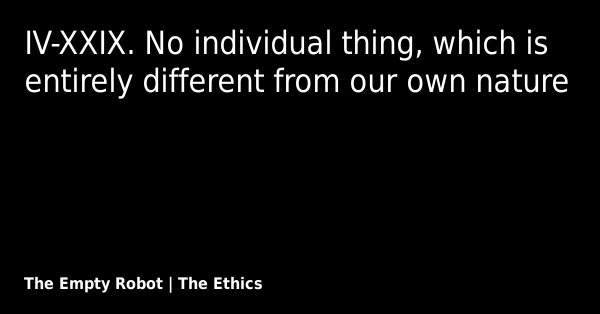 IV-XXIX. No individual thing, which is
entirely different from our own nature
The Empty Robot | The Ethics